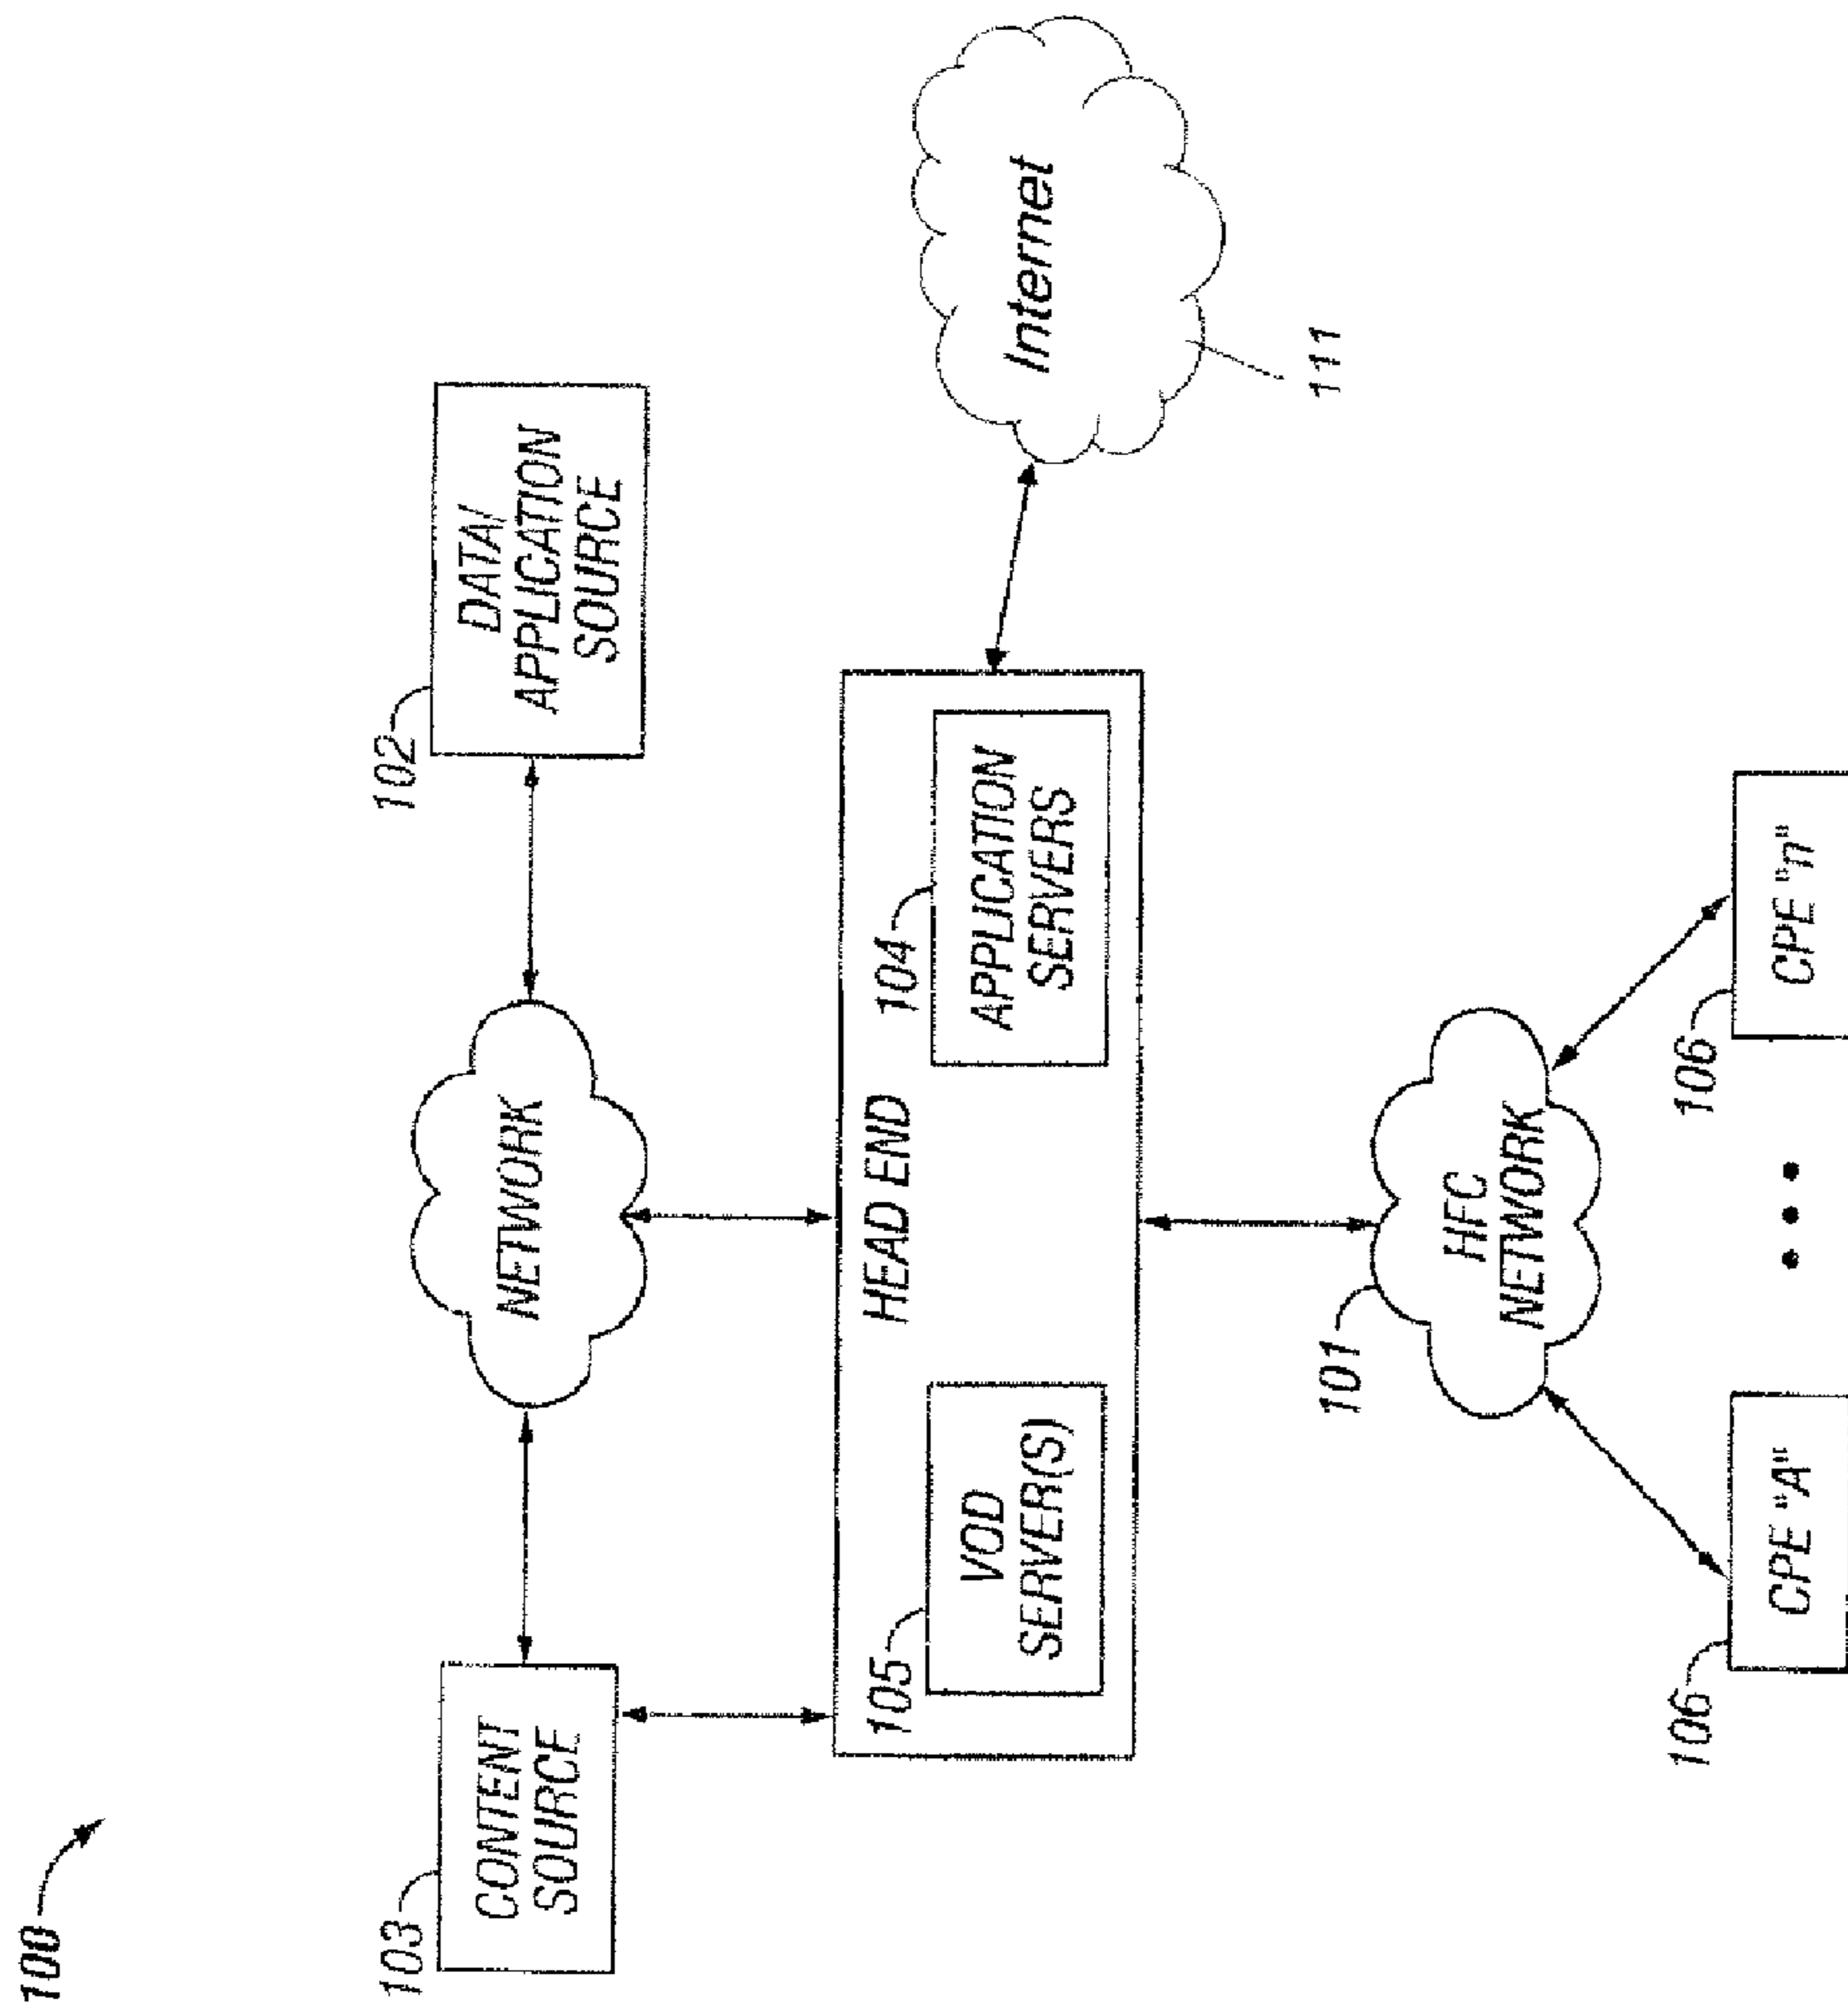 100
103
CONTENT
SOURCE
NETWORK
102
DATA/
APPLICATION
SOURCE
HEAD END
105
VOD
SERVER(S)
104
APPLICATION
SERVERS
Internet
111
101
HFC
NETWORK
106
CPE "A"
106
CPE "n"